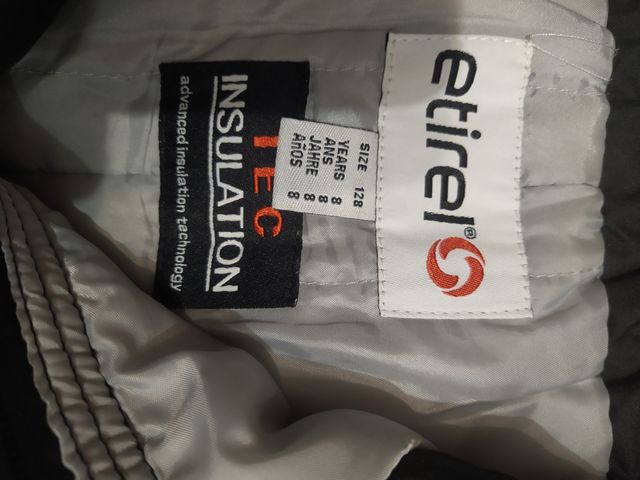 etirel®
SIZE 128
YEARS 8
ANS 8
JAHRE 8
AÑOS 8
TEC
INSULATION
advanced insulation technology